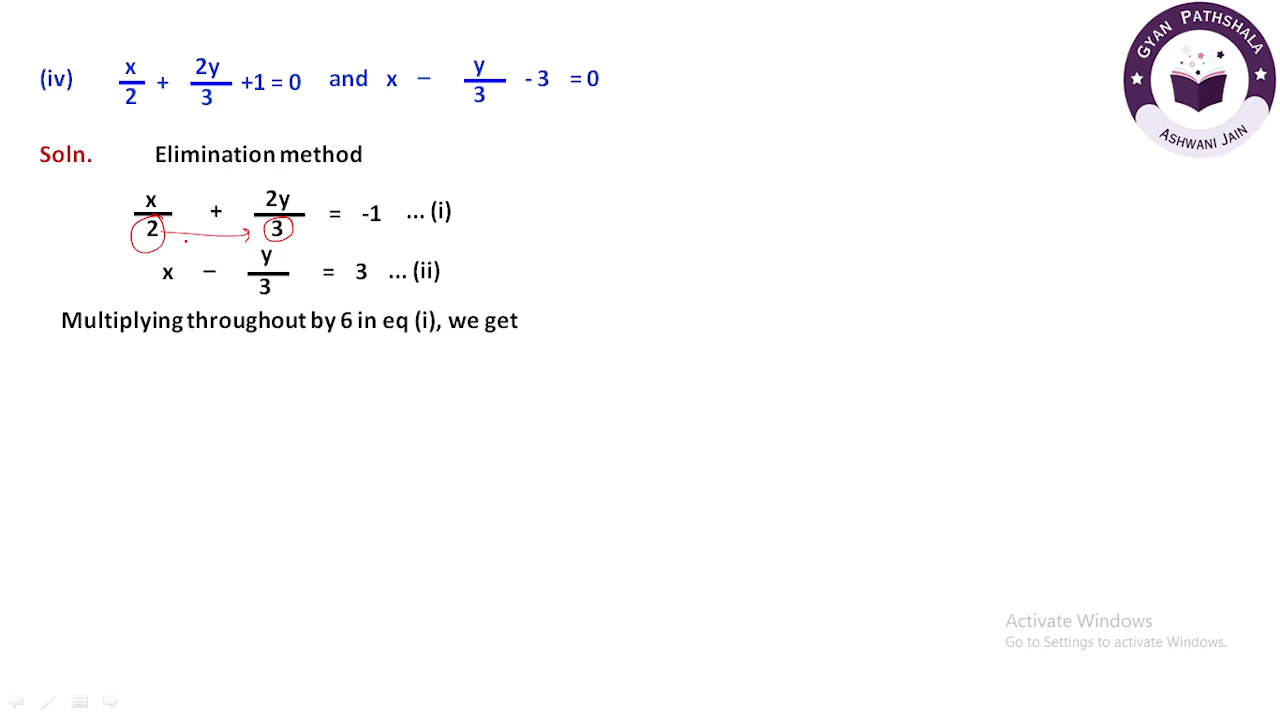 (iv) x/2 + 2y/3 +1 = 0 and x – y/3 - 3 = 0
Soln. Elimination method
x/2 + 2y/3 = -1 ... (i)
x – y/3 = 3 ... (ii)
Multiplying throughout by 6 in eq (i), we get
GYAN PATHSHALA
ASHWANI JAIN
Activate Windows
Go to Settings to activate Windows.